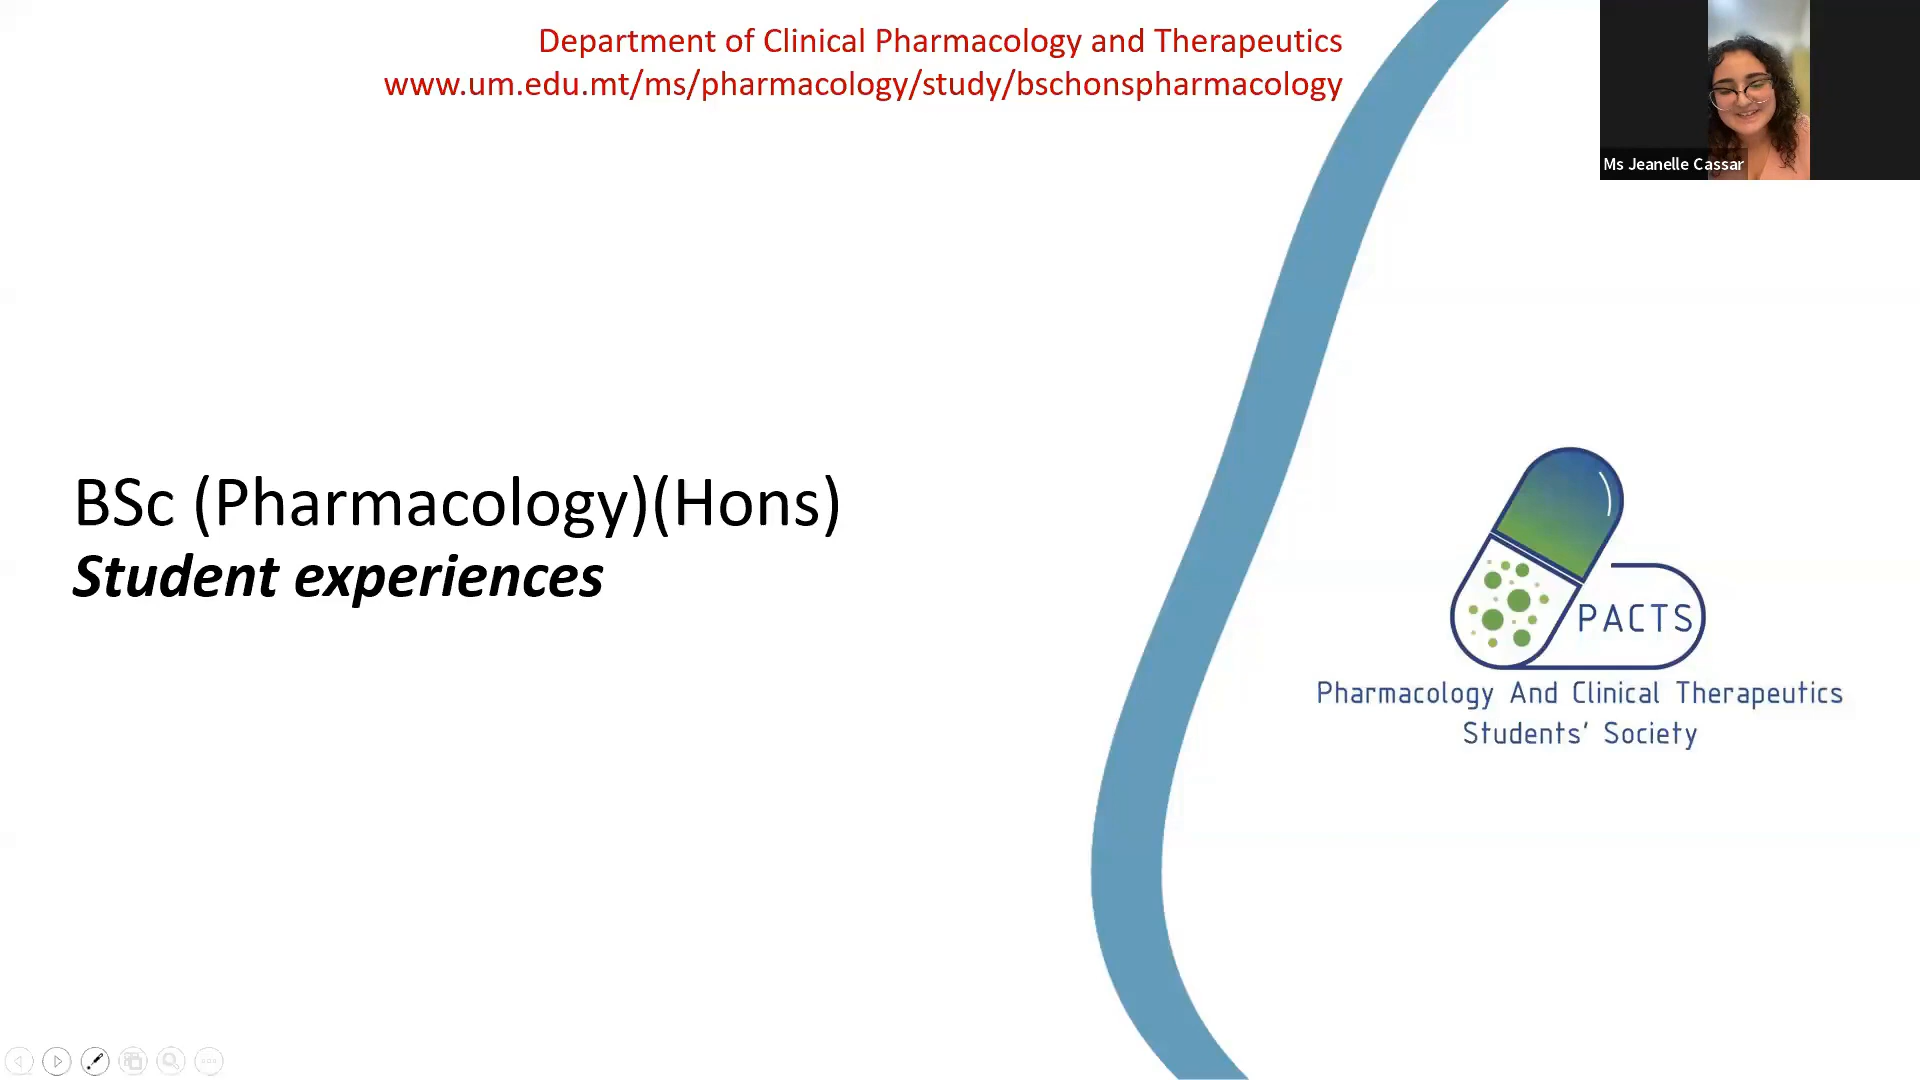 Department of Clinical Pharmacology and Therapeutics
www.um.edu.mt/ms/pharmacology/study/bschonspharmacology
Ms Jeanelle Cassar
BSc (Pharmacology)(Hons)
Student experiences
PACTS
Pharmacology And Clinical Therapeutics
Students' Society